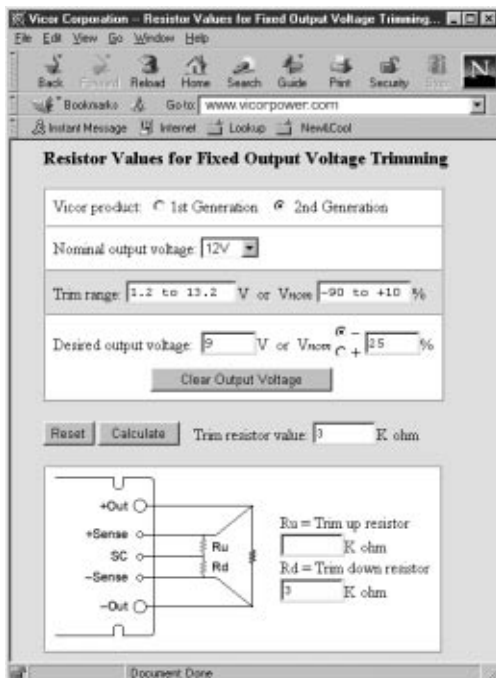 Vicor Corporation -- Resistor Values for Fixed Output Voltage Trimming...
File Edit View Go Window Help
Back Forward Reload Home Search Guide Print Security N
Bookmarks Go to: www.vicorpower.com
Instant Message Internet Lookup New&Cool
Resistor Values for Fixed Output Voltage Trimming
Vicor product: 1st Generation 2nd Generation
Nominal output voltage: 12V
Trim range: 1.2 to 13.2 V or Vnom -90 to +10 %
Desired output voltage: 9 V or Vnom - + 25 %
Clear Output Voltage
Reset Calculate Trim resistor value: 3 K ohm
+Out
+Sense
SC
-Sense
-Out
Ru
Rd
Ru = Trim up resistor
K ohm
Rd = Trim down resistor
3 K ohm
Document Done